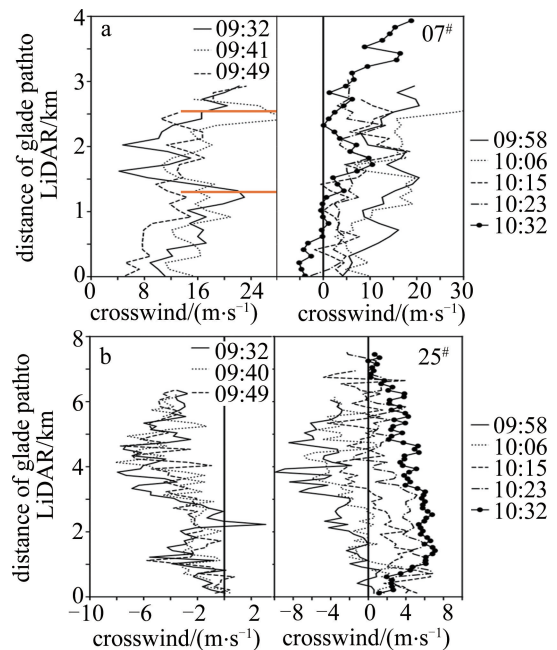 a
09:32
09:41
09:49
07#
4
3
2
1
0
distance of glade pathto
LiDAR/km
0 8 16 24
crosswind/(m·s⁻¹)
0 10 20 30
crosswind/(m·s⁻¹)
09:58
10:06
10:15
10:23
10:32
b
09:32
09:40
09:49
25#
8
6
4
2
0
distance of glade pathto
LiDAR/km
−10 −6 −2 2
crosswind/(m·s⁻¹)
−8 −4 0 4 8
crosswind/(m·s⁻¹)
09:58
10:06
10:15
10:23
10:32